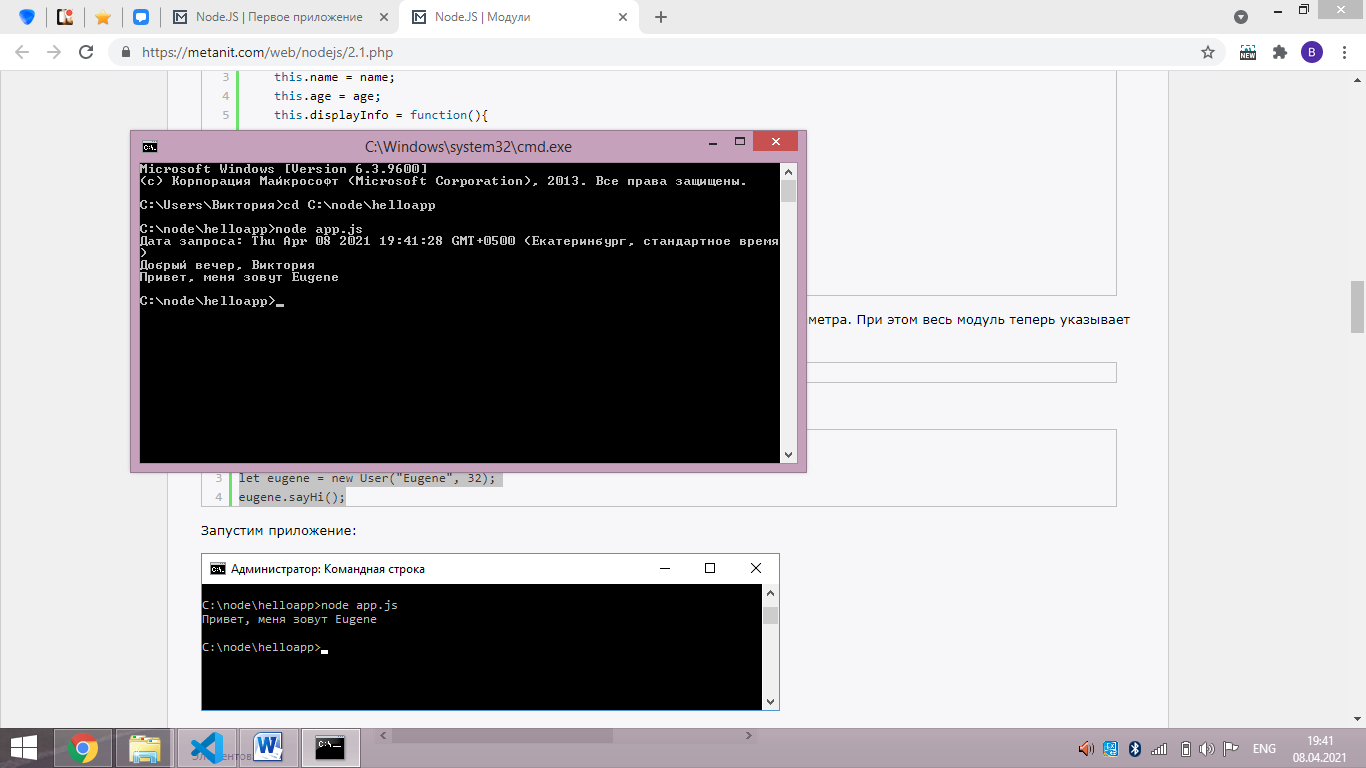 Node.JS | Первое приложение
Node.JS | Модули
https://metanit.com/web/nodejs/2.1.php
NEW
B
3 this.name = name;
4 this.age = age;
5 this.displayInfo = function(){
C:\Windows\system32\cmd.exe
Microsoft Windows [Version 6.3.9600]
(c) Корпорация Майкрософт (Microsoft Corporation), 2013. Все права защищены.
C:\Users\Виктория>cd C:\node\helloapp
C:\node\helloapp>node app.js
Дата запроса: Thu Apr 08 2021 19:41:28 GMT+0500 (Екатеринбург, стандартное время
)
Добрый вечер, Виктория
Привет, меня зовут Eugene
C:\node\helloapp>_
метра. При этом весь модуль теперь указывает
3 let eugene = new User("Eugene", 32);
4 eugene.sayHi();
Запустим приложение:
Администратор: Командная строка
C:\node\helloapp>node app.js
Привет, меня зовут Eugene
C:\node\helloapp>
Элементов
ENG
19:41
08.04.2021